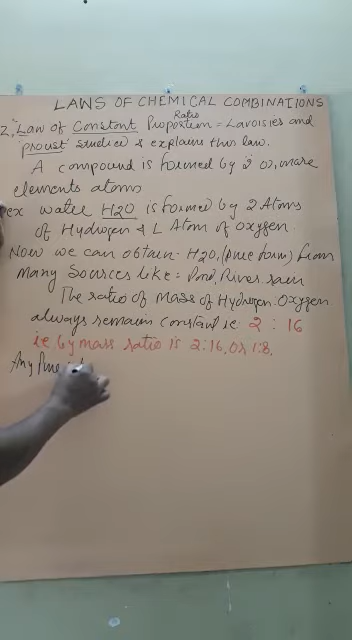 LAWS OF CHEMICAL COMBINATIONS
Ratio
2. Law of Constant Proportion = Lavoisies and
proust studied & explains this law.
A compound is formed by 2 or more
elements atoms
ex water H2O is formed by 2 Atoms
of Hydrogen & 1 Atom of Oxygen.
Now we can obtain - H2O, (pure form) from
Many Sources like = Pond, River, rain
The ratio of Mass of Hydrogen: Oxygen
always remain constant ie 2 : 16
ie by mass ratio is 2:16, Or 1:8.
Any Pure